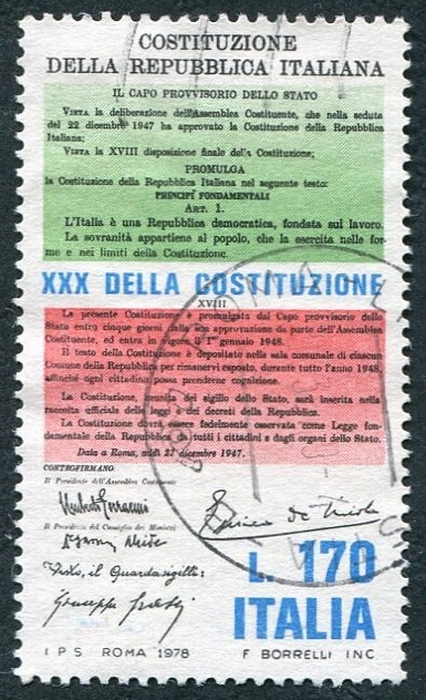 COSTITUZIONE
DELLA REPUBBLICA ITALIANA
IL CAPO PROVVISORIO DELLO STATO
VISTA la deliberazione dell'Assemblea Costituente, che nella seduta
del 22 dicembre 1947 ha approvato la Costituzione della Repubblica
Italiana;
VISTA la XVIII disposizione finale della Costituzione;
PROMULGA
la Costituzione della Repubblica Italiana nel seguente testo:
PRINCÍPI FONDAMENTALI
ART. 1.
L'Italia è una Repubblica democratica, fondata sul lavoro.
La sovranità appartiene al popolo, che la esercita nelle for-
me e nei limiti della Costituzione.
XXX DELLA COSTITUZIONE
XVIII
La presente Costituzione è promulgata dal Capo provvisorio dello
Stato entro cinque giorni dalla sua approvazione da parte dell'Assemblea
Costituente, ed entra in vigore il 1° gennaio 1948.
Il testo della Costituzione è depositato nella sala comunale di ciascun
Comune della Repubblica per rimanervi esposto, durante tutto l'anno 1948,
affinché ogni cittadino possa prenderne cognizione.
La Costituzione, munita del sigillo dello Stato, sarà inserita nella
raccolta ufficiale delle leggi e dei decreti della Repubblica.
La Costituzione dovrà essere fedelmente osservata come Legge fon-
damentale della Repubblica da tutti i cittadini e dagli organi dello Stato.
Data a Roma, addì 27 dicembre 1947.
CONTROFIRMANO
Il Presidente dell'Assemblea Costituente
Il Presidente del Consiglio dei Ministri
Visto, il Guardasigilli:
L. 170
ITALIA
I P S ROMA 1978 F BORRELLI INC